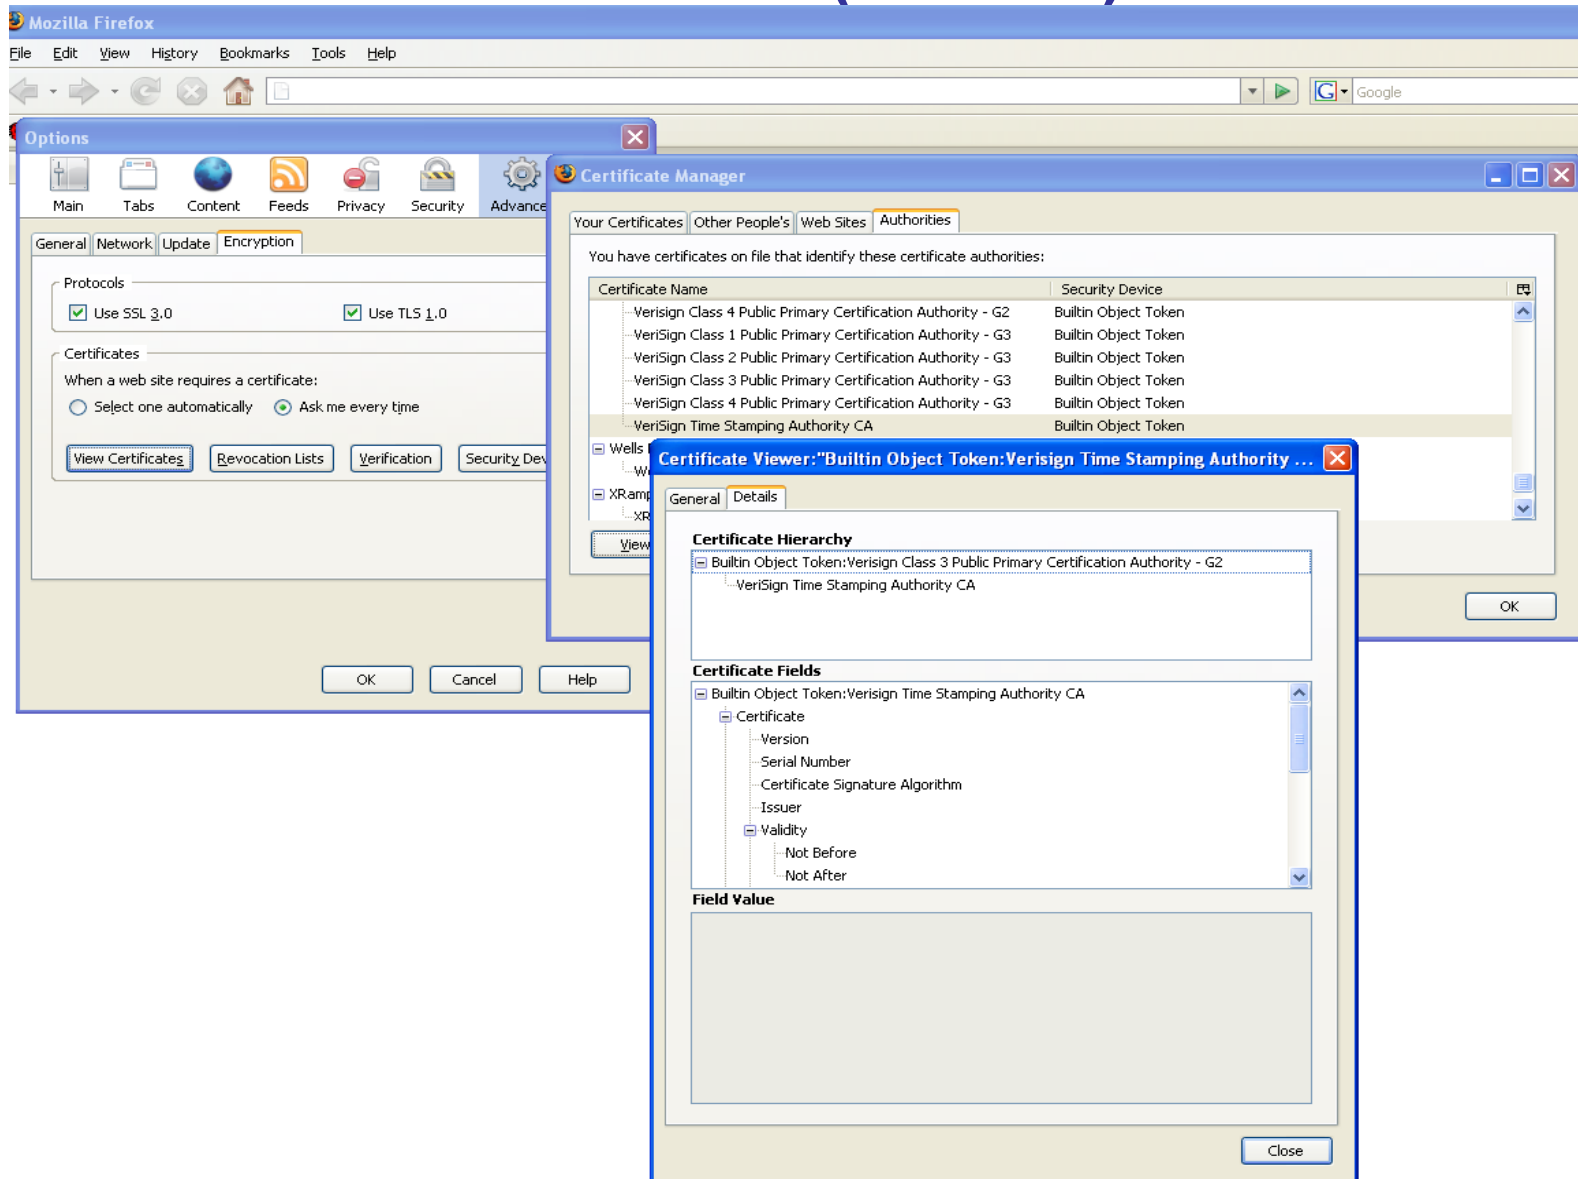 Mozilla Firefox
File Edit View History Bookmarks Tools Help
G Google
Options
Main Tabs Content Feeds Privacy Security Advance
General Network Update Encryption
Protocols
Use SSL 3.0 Use TLS 1.0
Certificates
When a web site requires a certificate:
Select one automatically Ask me every time
View Certificates Revocation Lists Verification Security Dev
OK Cancel Help
Certificate Manager
Your Certificates Other People's Web Sites Authorities
You have certificates on file that identify these certificate authorities:
Certificate Name Security Device
Verisign Class 4 Public Primary Certification Authority - G2 Builtin Object Token
VeriSign Class 1 Public Primary Certification Authority - G3 Builtin Object Token
VeriSign Class 2 Public Primary Certification Authority - G3 Builtin Object Token
VeriSign Class 3 Public Primary Certification Authority - G3 Builtin Object Token
VeriSign Class 4 Public Primary Certification Authority - G3 Builtin Object Token
VeriSign Time Stamping Authority CA Builtin Object Token
Wells
XRamp
XR
View
OK
Certificate Viewer:"Builtin Object Token:Verisign Time Stamping Authority ...
General Details
Certificate Hierarchy
Builtin Object Token:Verisign Class 3 Public Primary Certification Authority - G2
VeriSign Time Stamping Authority CA
Certificate Fields
Builtin Object Token:Verisign Time Stamping Authority CA
Certificate
Version
Serial Number
Certificate Signature Algorithm
Issuer
Validity
Not Before
Not After
Field Value
Close